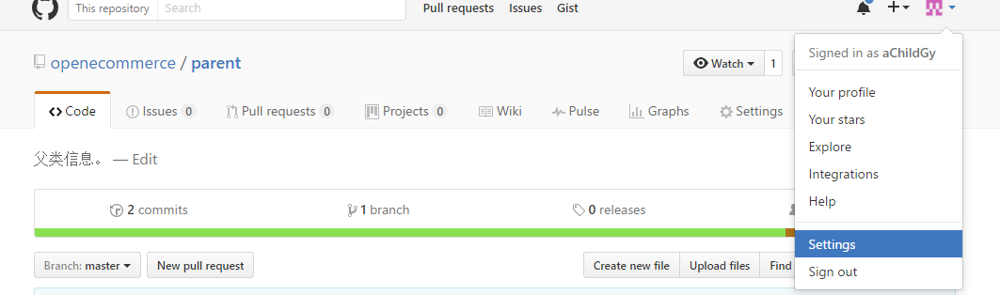 This repository Search Pull requests Issues Gist
Signed in as aChildGy
openecommerce / parent Watch 1
Your profile
Code Issues 0 Pull requests 0 Projects 0 Wiki Pulse Graphs Settings
Your stars
Explore
父类信息。 — Edit
Integrations
Help
2 commits 1 branch 0 releases
Settings
Branch: master New pull request Create new file Upload files Find
Sign out